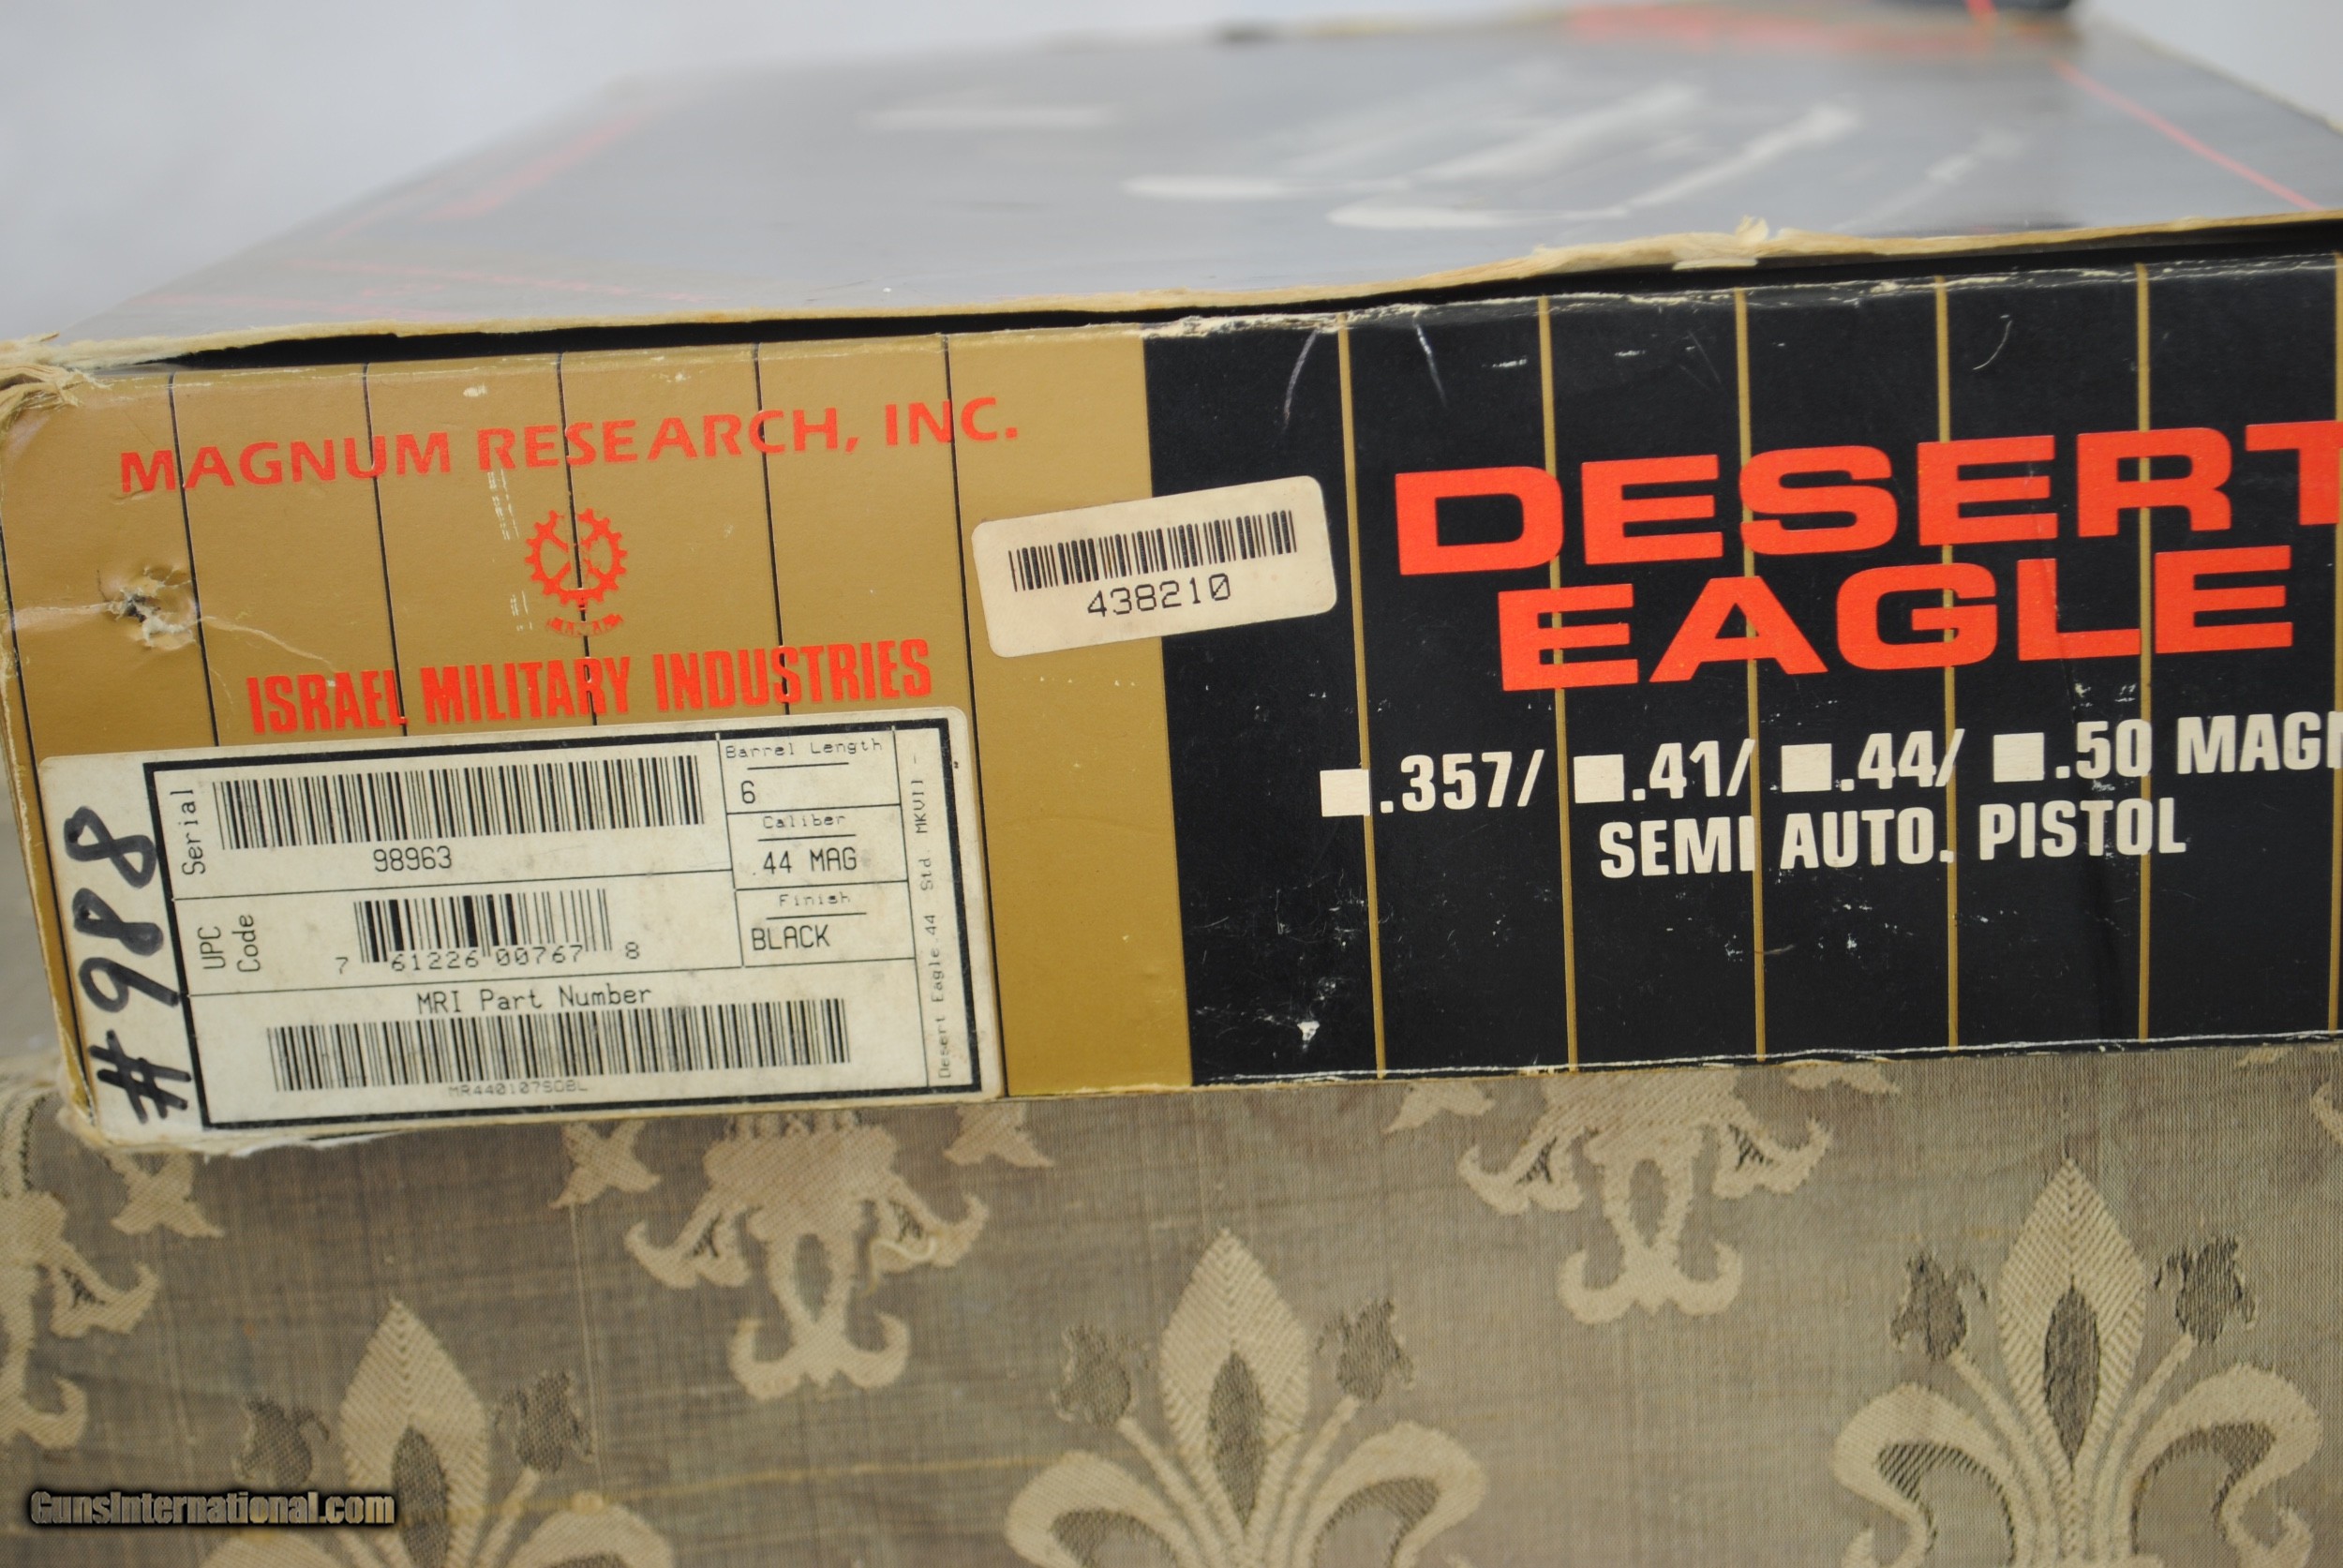 MAGNUM RESEARCH, INC.
ISRAEL MILITARY INDUSTRIES
438210
DESERT
EAGLE
.357/ .41/ .44/ .50 MAGN
SEMI AUTO. PISTOL
#988
Serial
98963
UPC
Code
7 61226 00767 8
MRI Part Number
MR440107SDBL
Barrel Length
6
Caliber
.44 MAG
Finish
BLACK
Desert Eagle .44 Std. MKVII -
GunsInternational.com